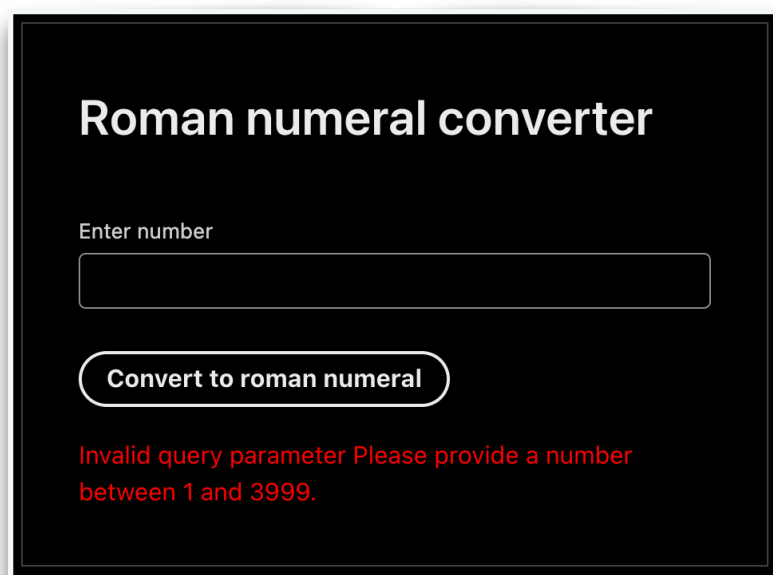 Roman numeral converter
Enter number
Convert to roman numeral
Invalid query parameter Please provide a number
between 1 and 3999.